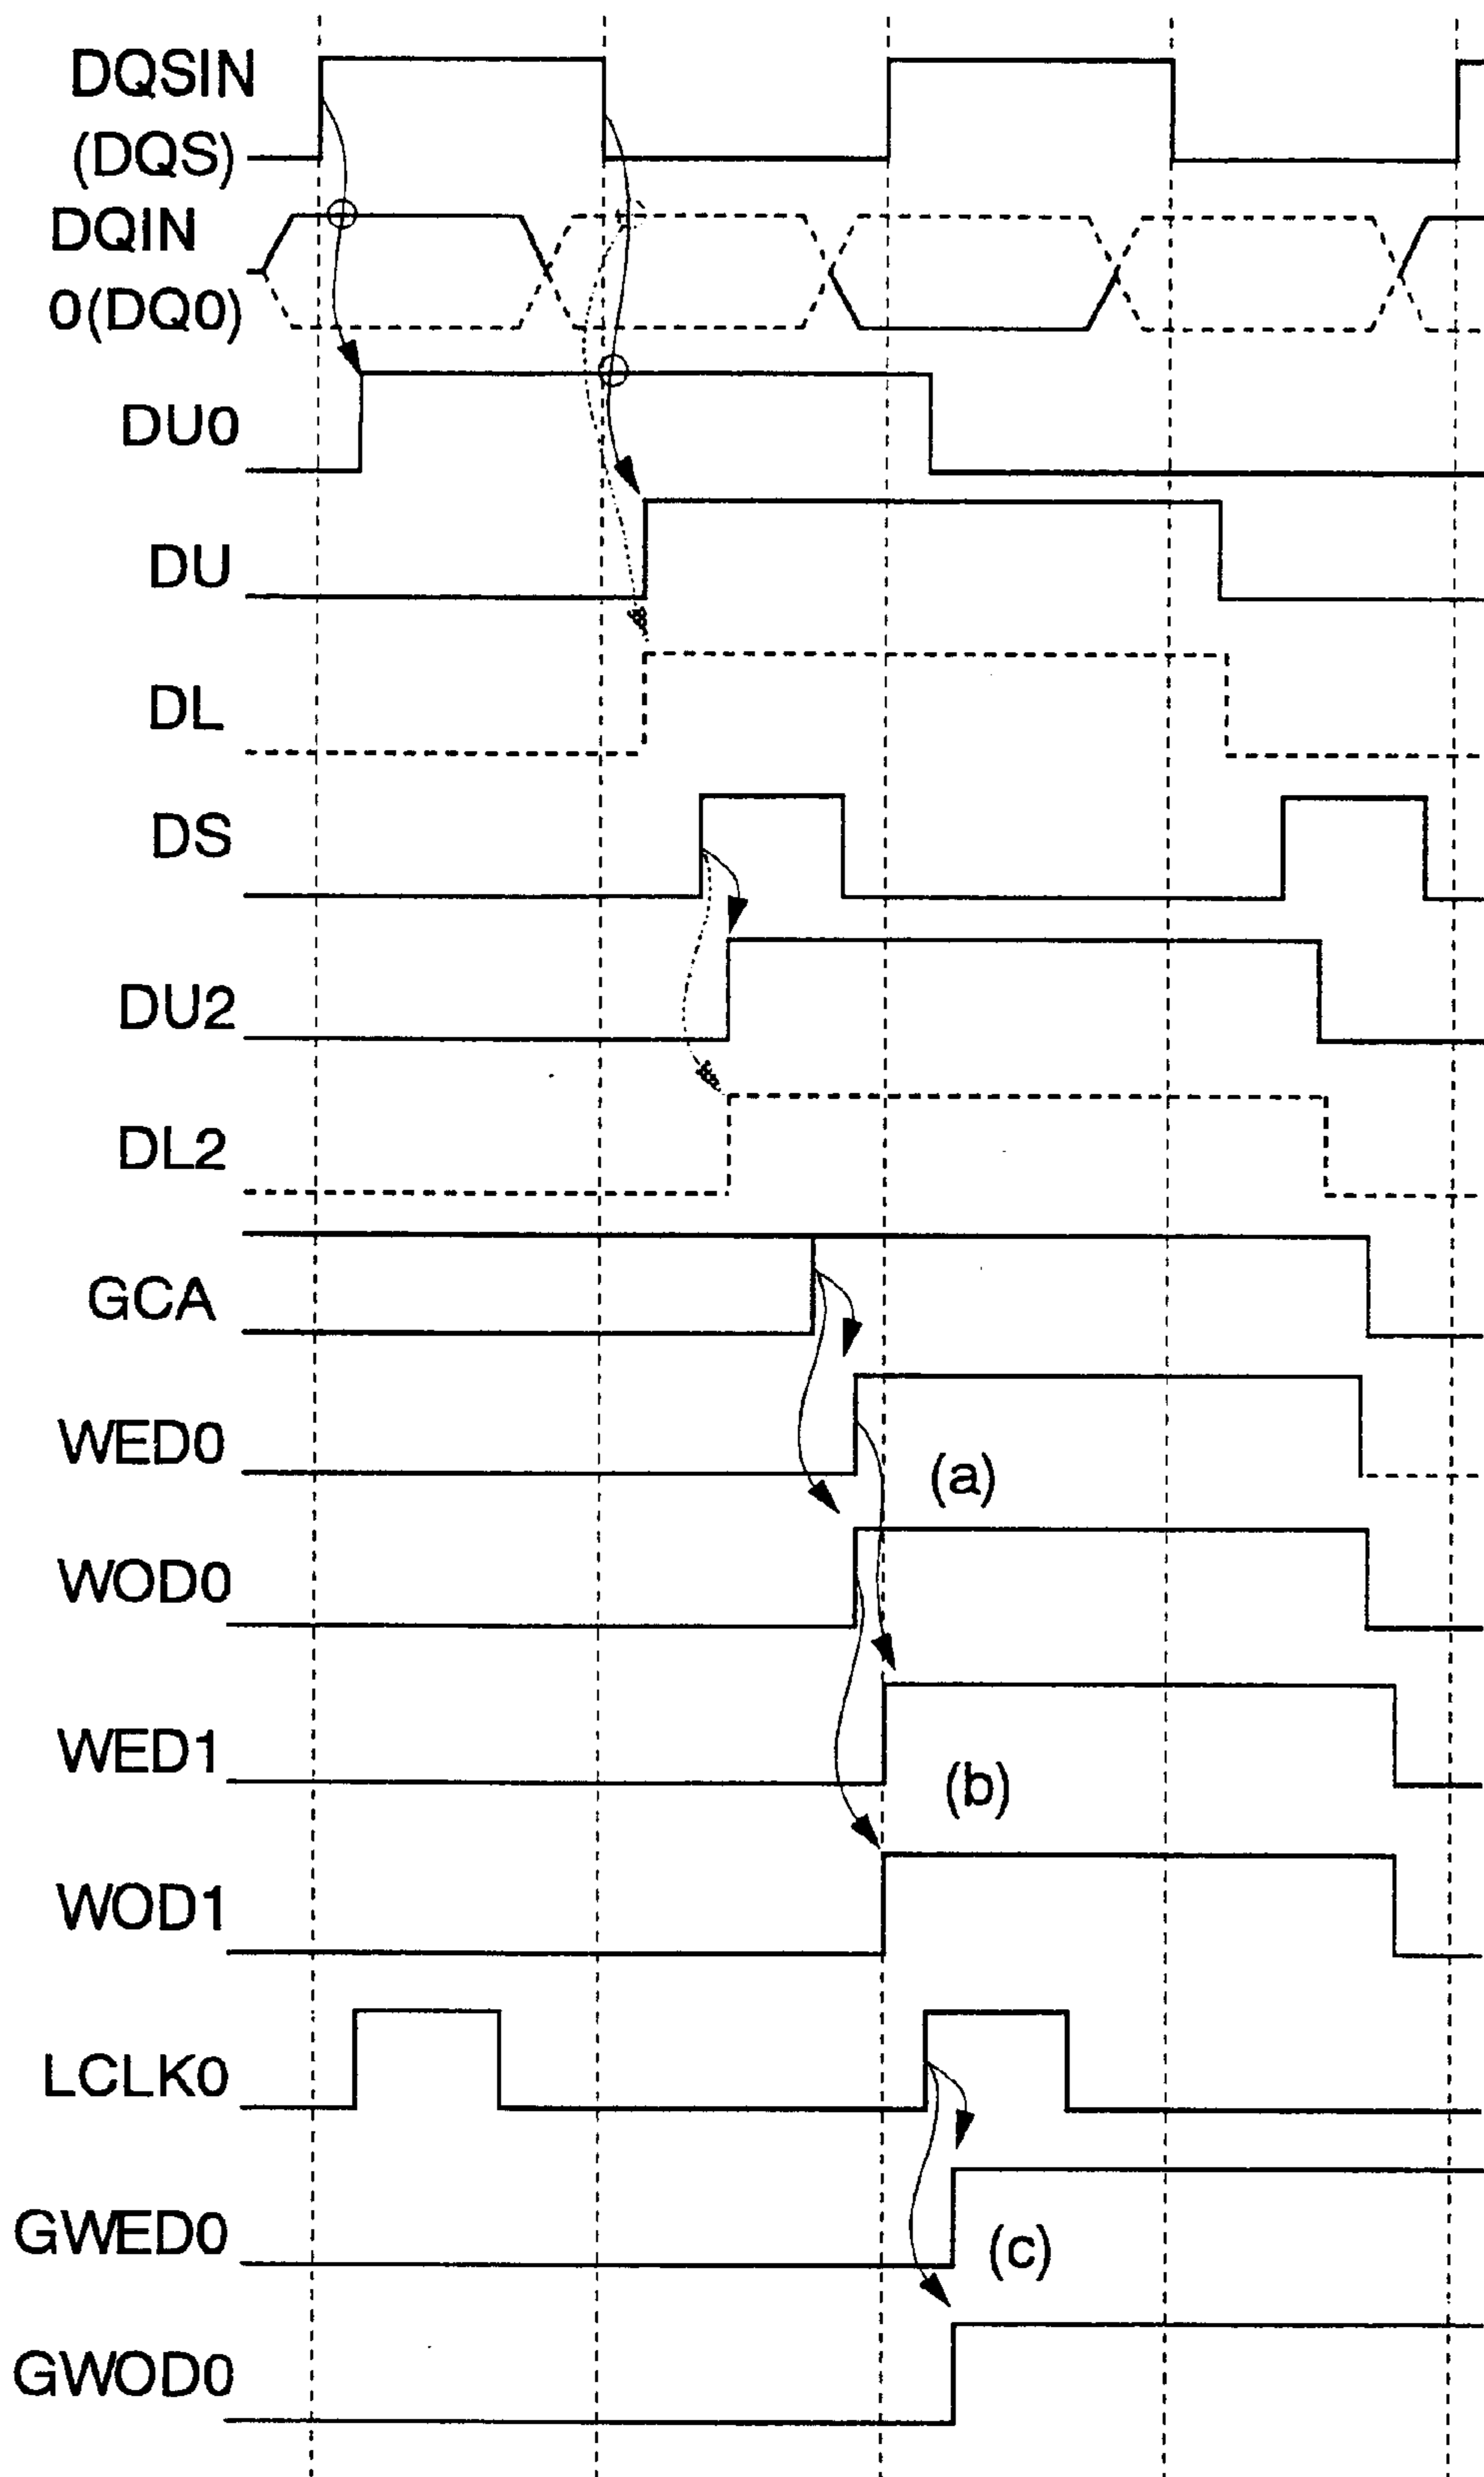 DQSIN
(DQS)
DQIN
0(DQ0)
DU0
DU
DL
DS
DU2
DL2
GCA
WED0
(a)
WOD0
WED1
(b)
WOD1
LCLK0
GWED0
(c)
GWOD0